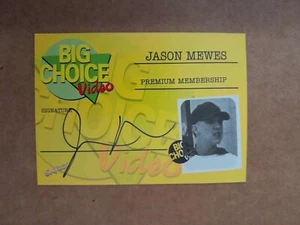 BIG
CHOICE
Video
JASON MEWES
PREMIUM MEMBERSHIP
SIGNATURE
BIG
CHOICE
Video